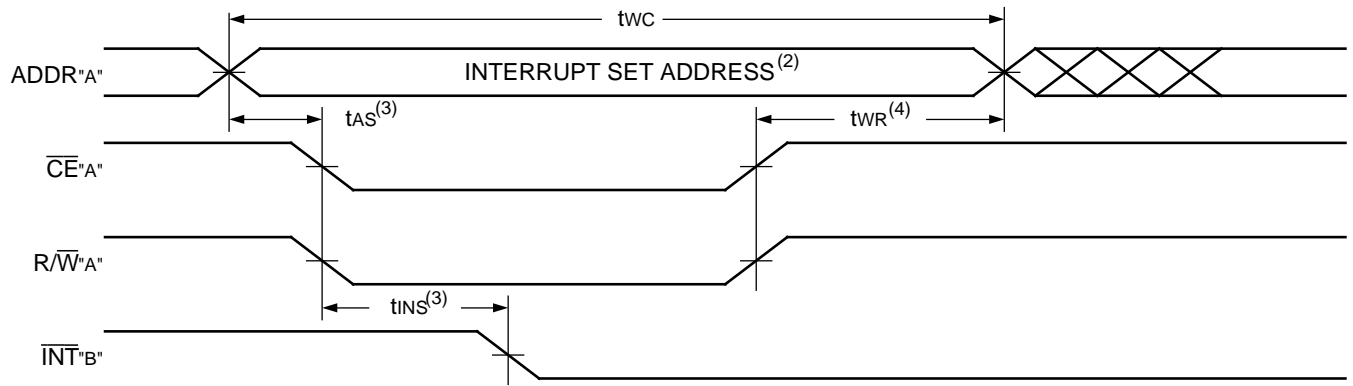 tWC
ADDR"A"
INTERRUPT SET ADDRESS(2)
tAS(3)
tWR(4)
CE"A"
R/W"A"
tINS(3)
INT"B"